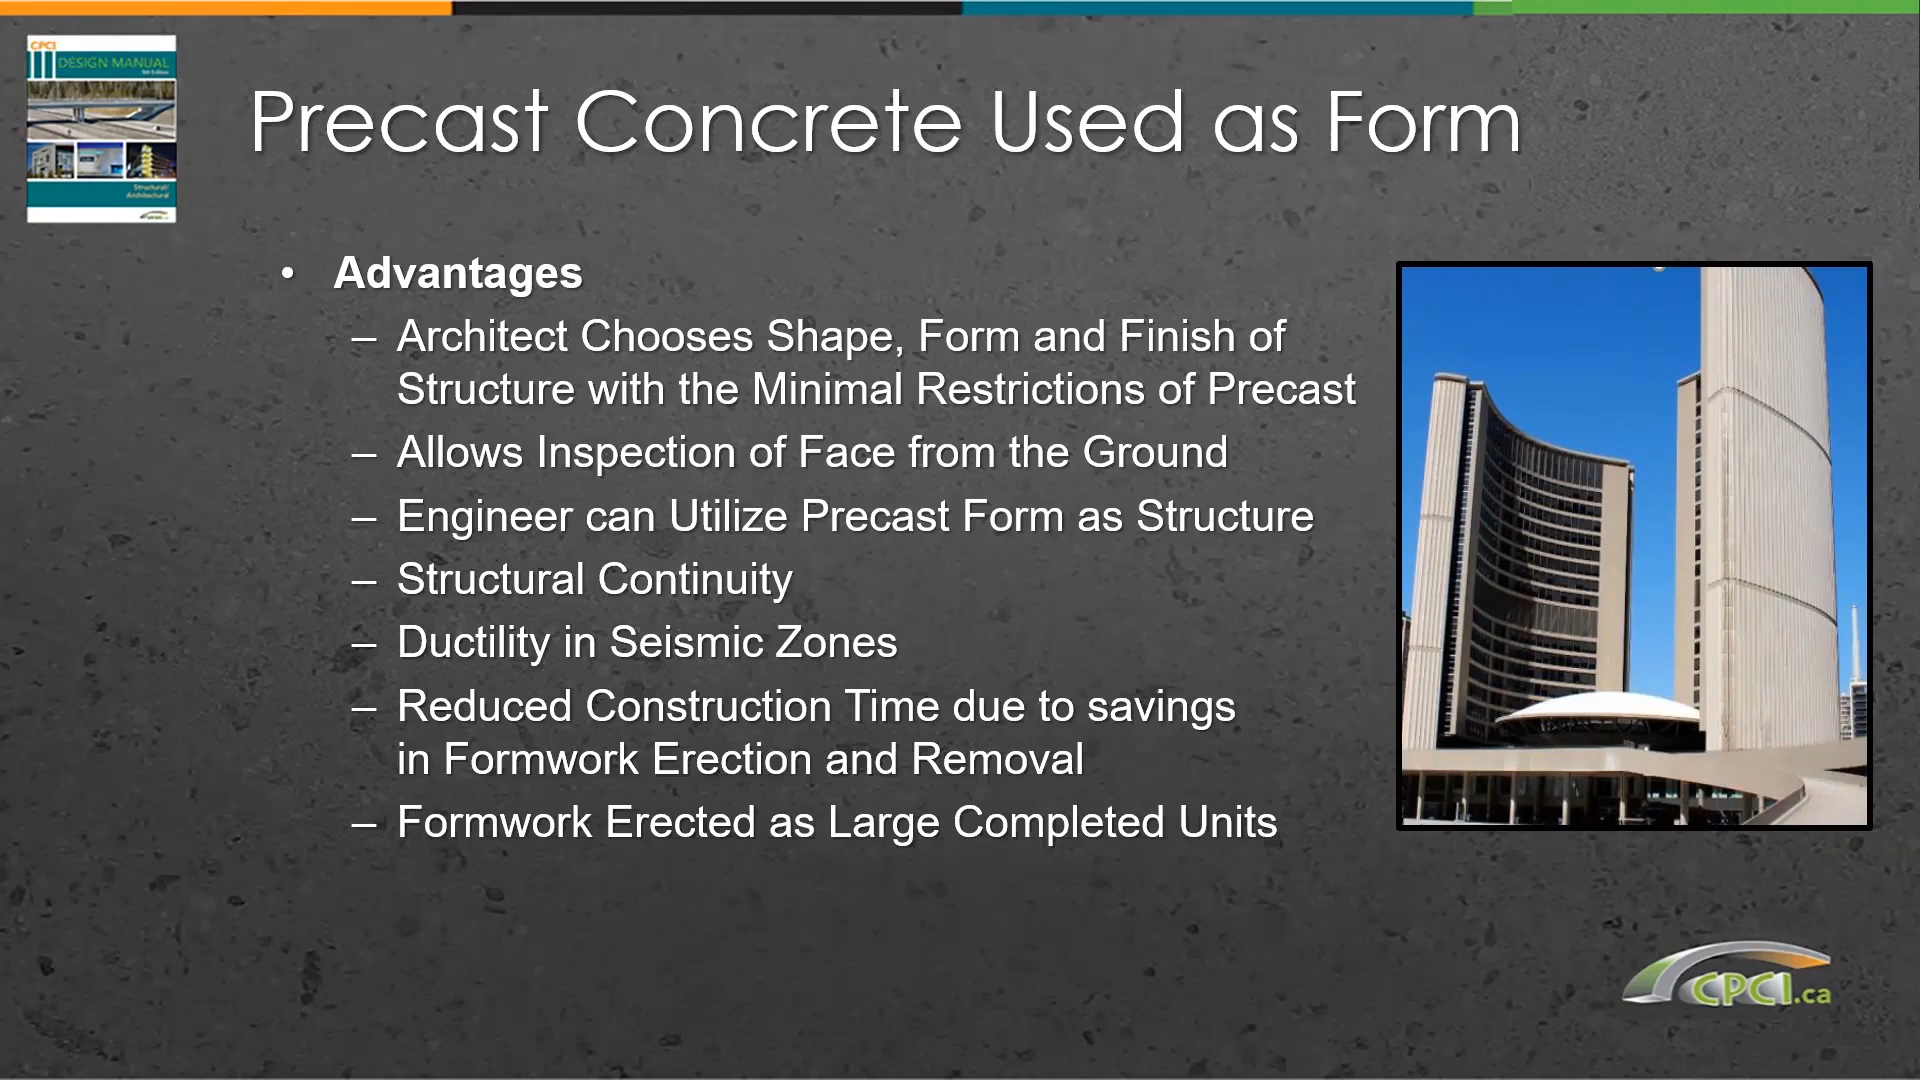 CPCI
DESIGN MANUAL
5th Edition
Structural/
Architectural
Precast Concrete Used as Form
• Advantages
– Architect Chooses Shape, Form and Finish of
Structure with the Minimal Restrictions of Precast
– Allows Inspection of Face from the Ground
– Engineer can Utilize Precast Form as Structure
– Structural Continuity
– Ductility in Seismic Zones
– Reduced Construction Time due to savings
in Formwork Erection and Removal
– Formwork Erected as Large Completed Units
CPCI.ca